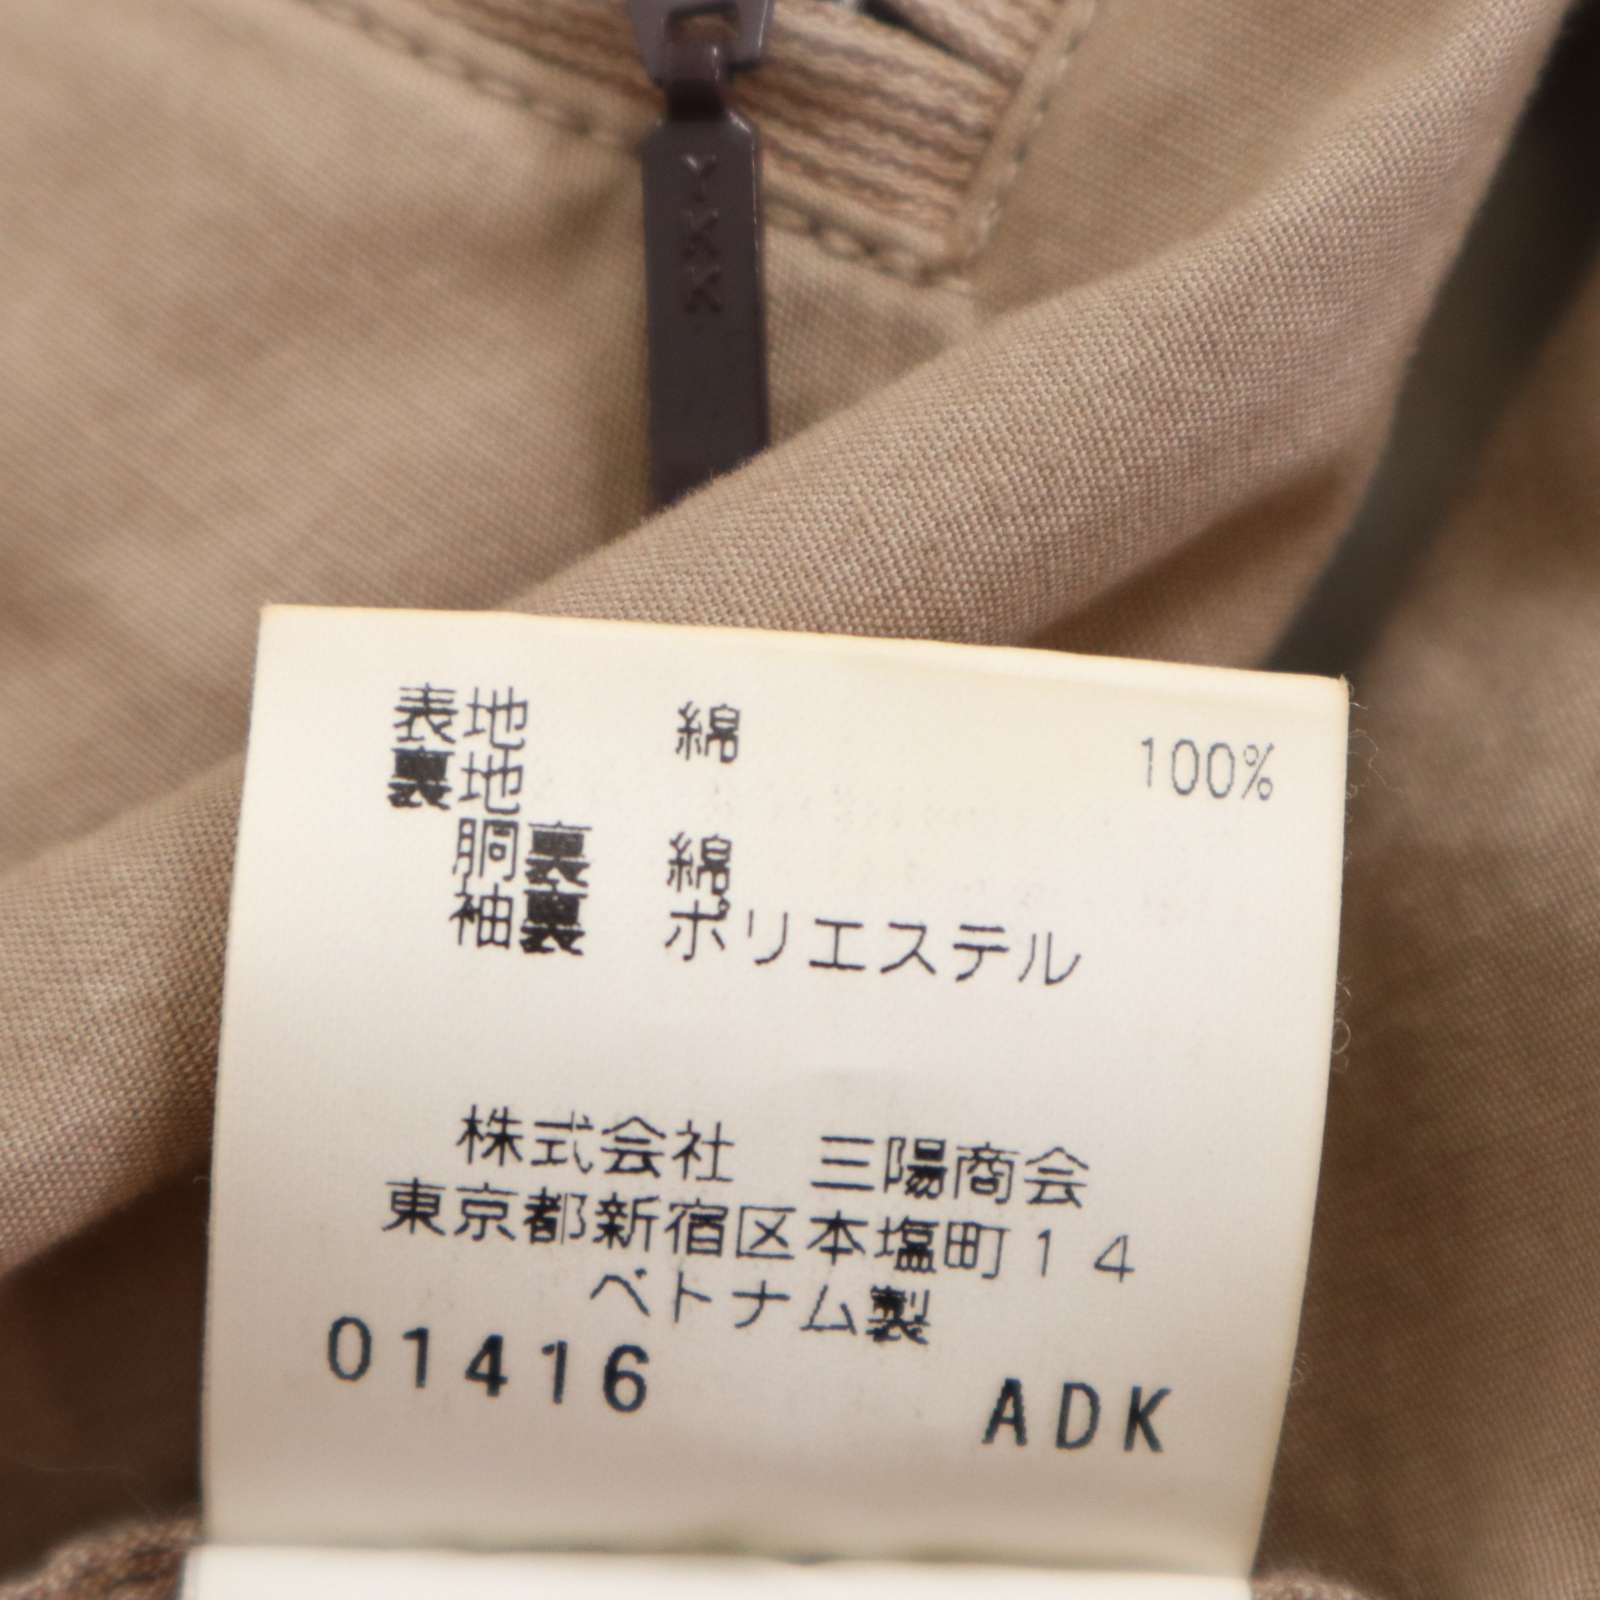 YKK
表地 綿 100%
裏地
胴裏 綿
袖裏 ポリエステル
株式会社 三陽商会
東京都新宿区本塩町14
ベトナム製
01416 ADK